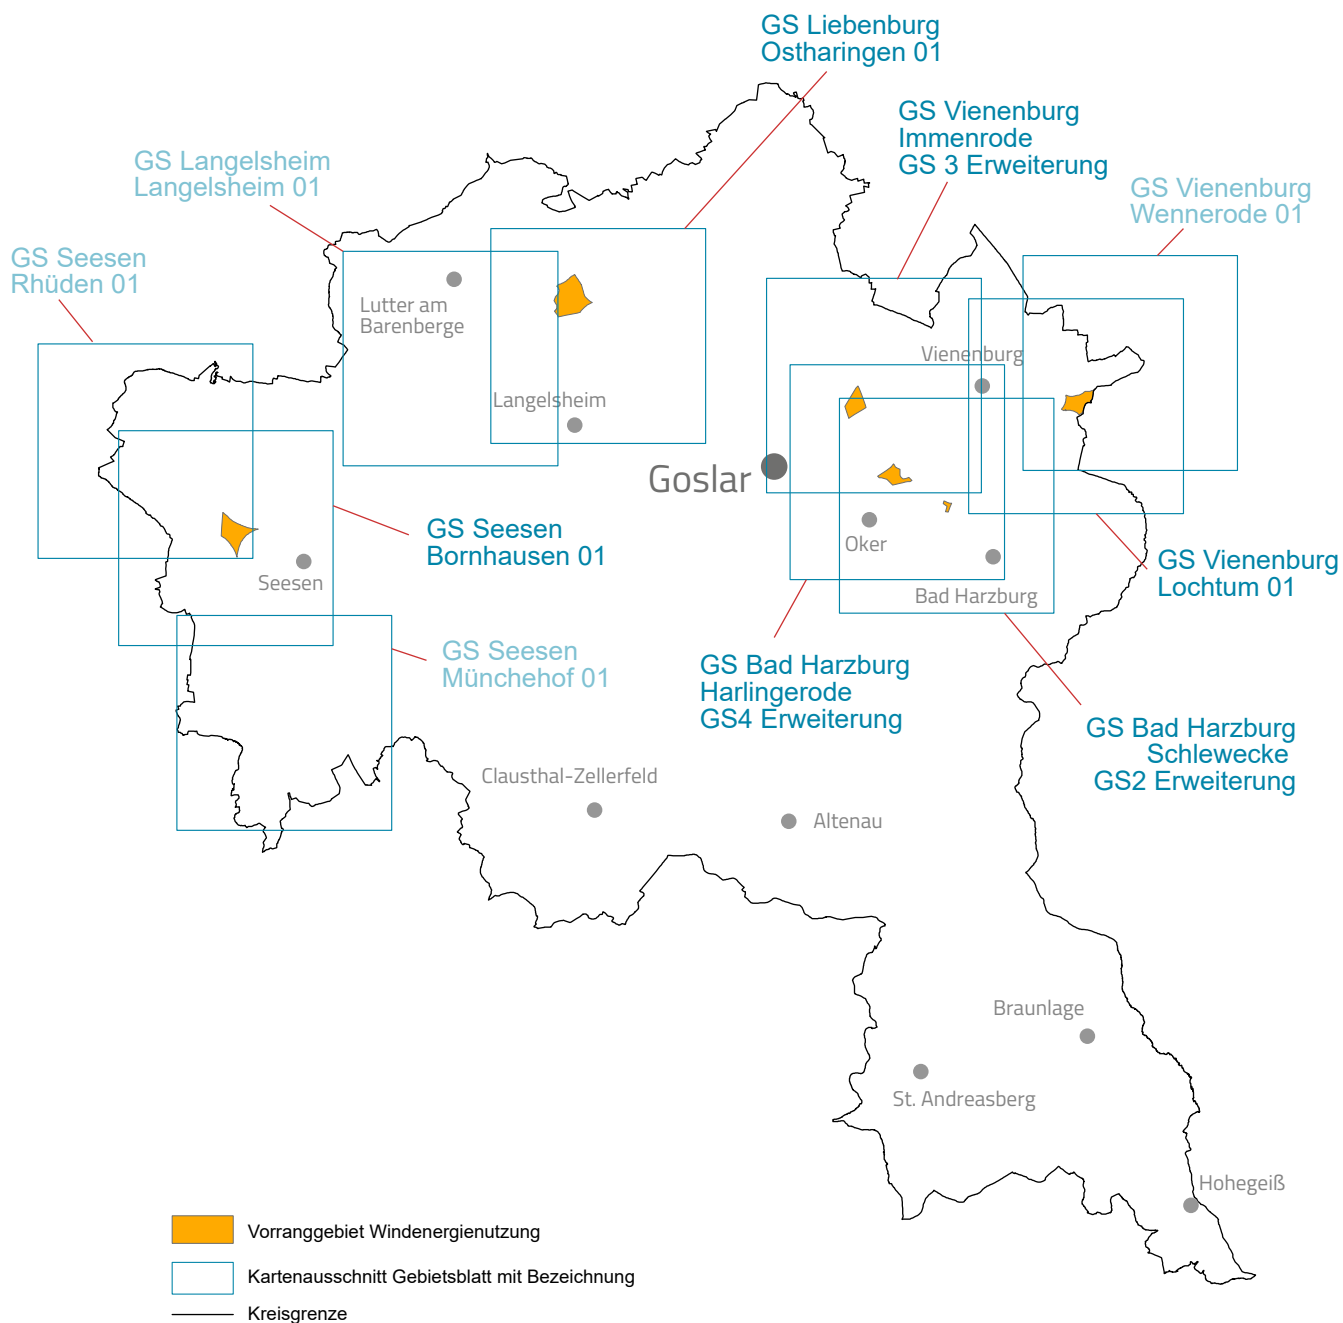 GS Liebenburg
Ostharingen 01
GS Vienenburg
Immenrode
GS 3 Erweiterung
GS Langelsheim
Langelsheim 01
GS Vienenburg
Wennerode 01
GS Seesen
Rhüden 01
Lutter am
Barenberge
Vienenburg
Langelsheim
Goslar
GS Seesen
Bornhausen 01
Oker
Seesen
Bad Harzburg
GS Vienenburg
Lochtum 01
GS Seesen
Münchehof 01
GS Bad Harzburg
Harlingerode
GS4 Erweiterung
GS Bad Harzburg
Schlewecke
GS2 Erweiterung
Clausthal-Zellerfeld
Altenau
Braunlage
St. Andreasberg
Hohegeiß
Vorranggebiet Windenergienutzung
Kartenausschnitt Gebietsblatt mit Bezeichnung
Kreisgrenze